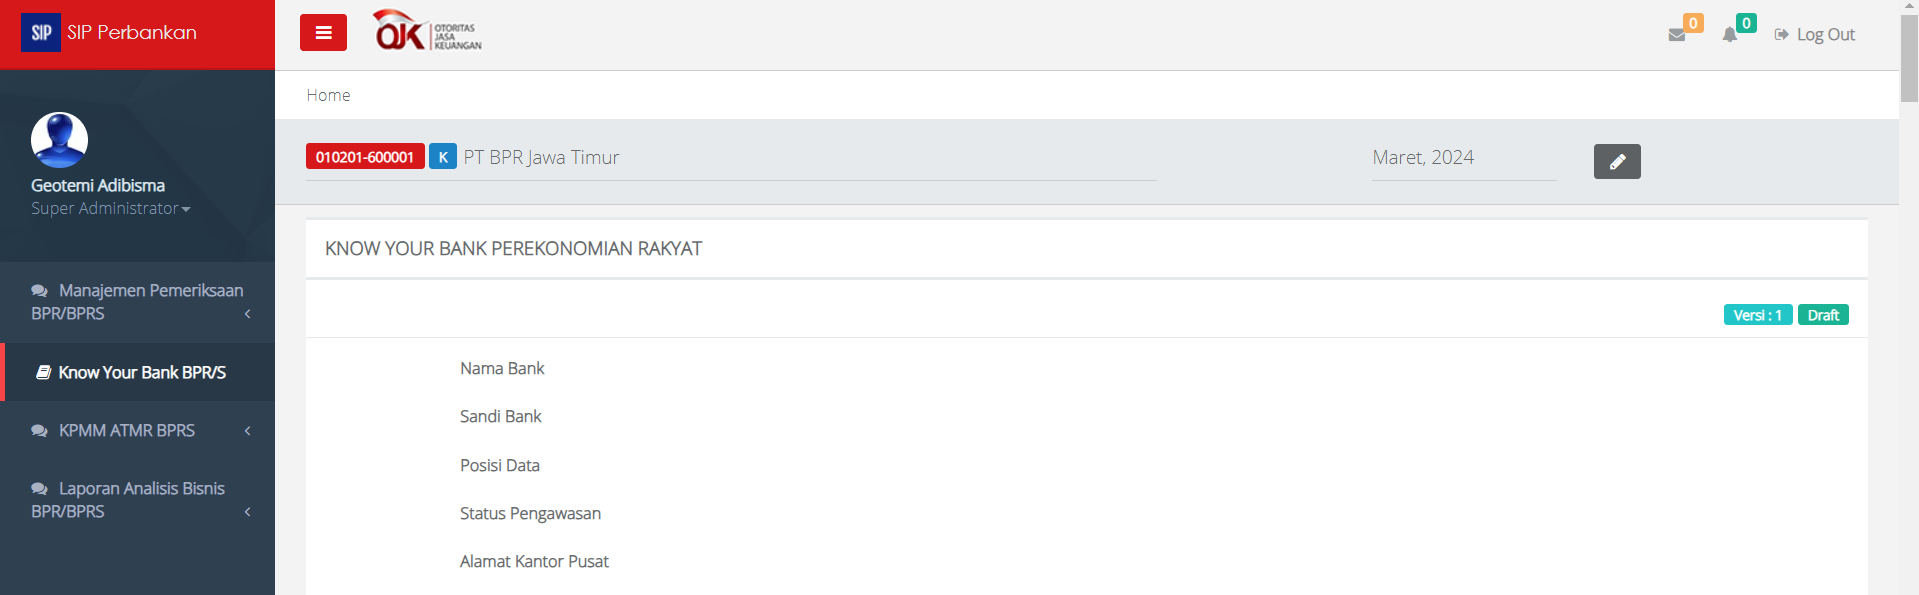 SIP SIP Perbankan
OJK OTORITAS JASA KEUANGAN
0
0
Log Out
Home
010201-600001 K PT BPR Jawa Timur
Maret, 2024
Geotemi Adibisma
Super Administrator
Manajemen Pemeriksaan
BPR/BPRS
Know Your Bank BPR/S
KPMM ATMR BPRS
Laporan Analisis Bisnis
BPR/BPRS
KNOW YOUR BANK PEREKONOMIAN RAKYAT
Versi : 1 Draft
Nama Bank
Sandi Bank
Posisi Data
Status Pengawasan
Alamat Kantor Pusat